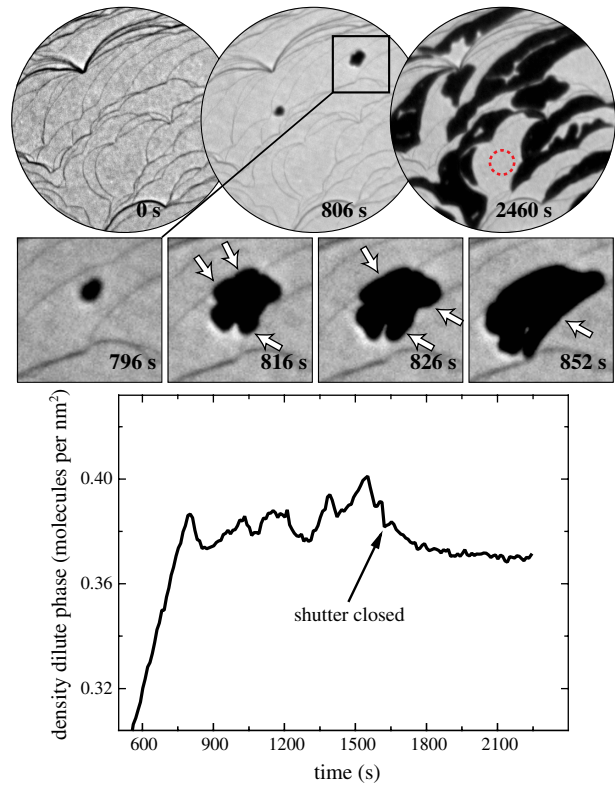 0 s
806 s
2460 s
796 s
816 s
826 s
852 s
density dilute phase (molecules per nm²)
0.40
0.36
0.32
shutter closed
600
900
1200
1500
1800
2100
time (s)